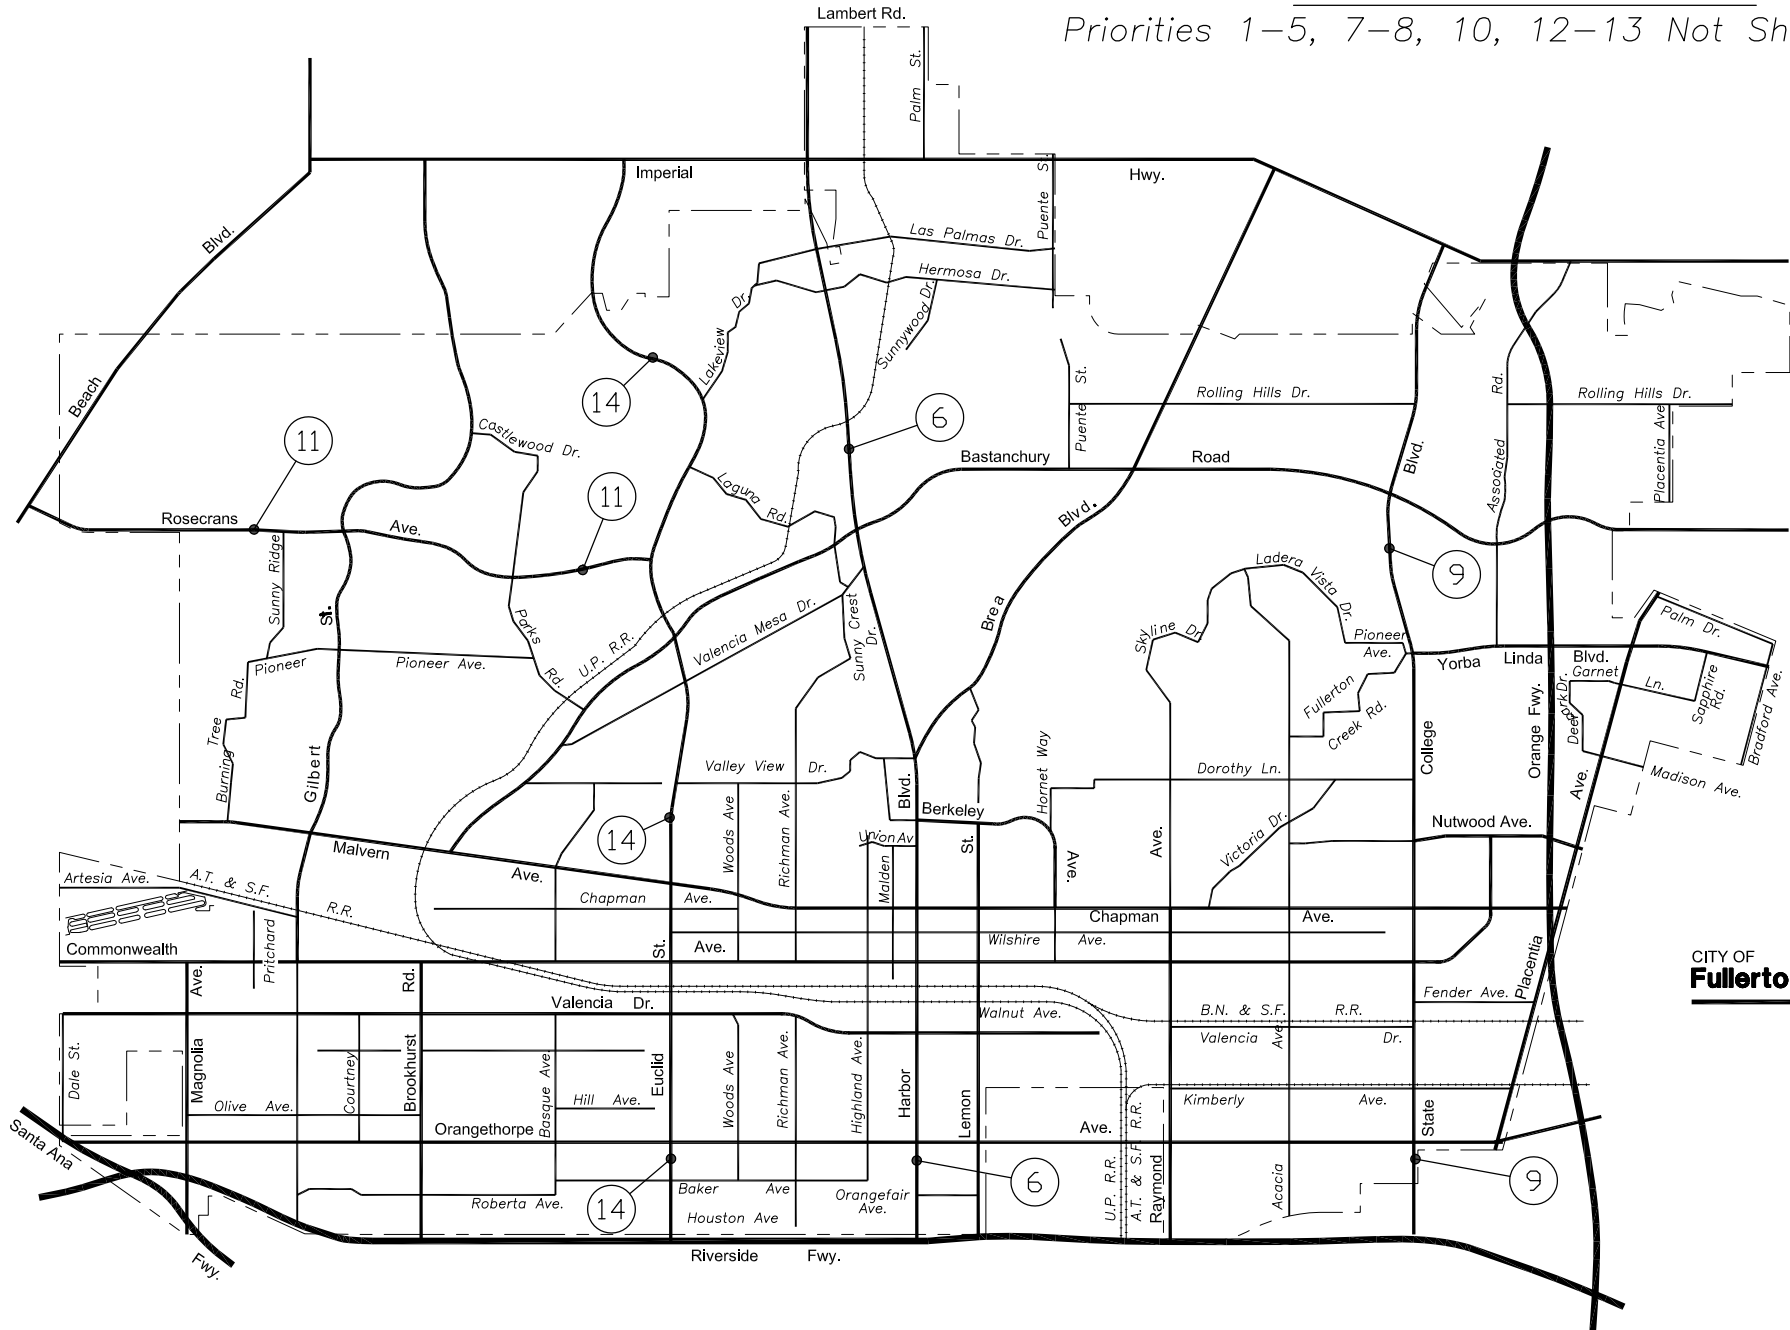 Lambert Rd.
Priorities 1-5, 7-8, 10, 12-13 Not Sh
Palm St.
Imperial
Hwy.
Puente St.
Blvd.
Las Palmas Dr.
Hermosa Dr.
Lakeview Dr.
Sunnywood Dr.
Beach
14
6
Puente St.
Rolling Hills Dr.
Rd.
Rolling Hills Dr.
Placentia Ave
11
Castlewood Dr.
Bastanchury
Road
Blvd.
Associated
11
Laguna Rd.
Rosecrans
Ave.
Blvd.
Sunny Ridge
St.
Parks Rd.
U.P. R.R.
Valencia Mesa Dr.
Sunny Crest Dr.
Brea
Skyline Dr
Ladera Vista Dr.
9
Pioneer
Pioneer Ave.
Pioneer Ave.
Yorba
Linda
Blvd.
Palm Dr.
Garnet
Ln.
Sapphire Rd.
Bradford Ave.
Deer Park Dr.
Madison Ave.
Burning Tree Rd.
Gilbert
Fullerton
Creek Rd.
College
Orange Fwy.
Ave.
Valley View Dr.
Blvd.
Hornet Way
Dorothy Ln.
Berkeley
Nutwood Ave.
14
Malvern
Ave.
Woods Ave
Richman Ave.
Union Av
Malden
St.
Ave.
Ave.
Victoria Dr.
Artesia Ave.
A.T. & S.F.
R.R.
Chapman
Ave.
Chapman
Ave.
Commonwealth
Pritchard
St.
Ave.
Wilshire
Ave.
Placentia
CITY OF
Fullerto
Ave.
Rd.
Valencia Dr.
Walnut Ave.
Fender Ave.
B.N. & S.F.
R.R.
Valencia
Ave.
Dr.
Dale St.
Magnolia
Olive Ave.
Courtney
Brookhurst
Basque Ave.
Hill Ave.
Euclid
Woods Ave
Richman Ave.
Highland Ave.
Harbor
Lemon
Kimberly
Ave.
State
Santa Ana
Orangethorpe
Ave.
Fwy.
Roberta Ave.
14
Baker
Ave
Houston Ave
Orangefair
Ave.
6
U.P. R.R.
A.T. & S.F. R.R.
Raymond
Acacia
9
Riverside
Fwy.